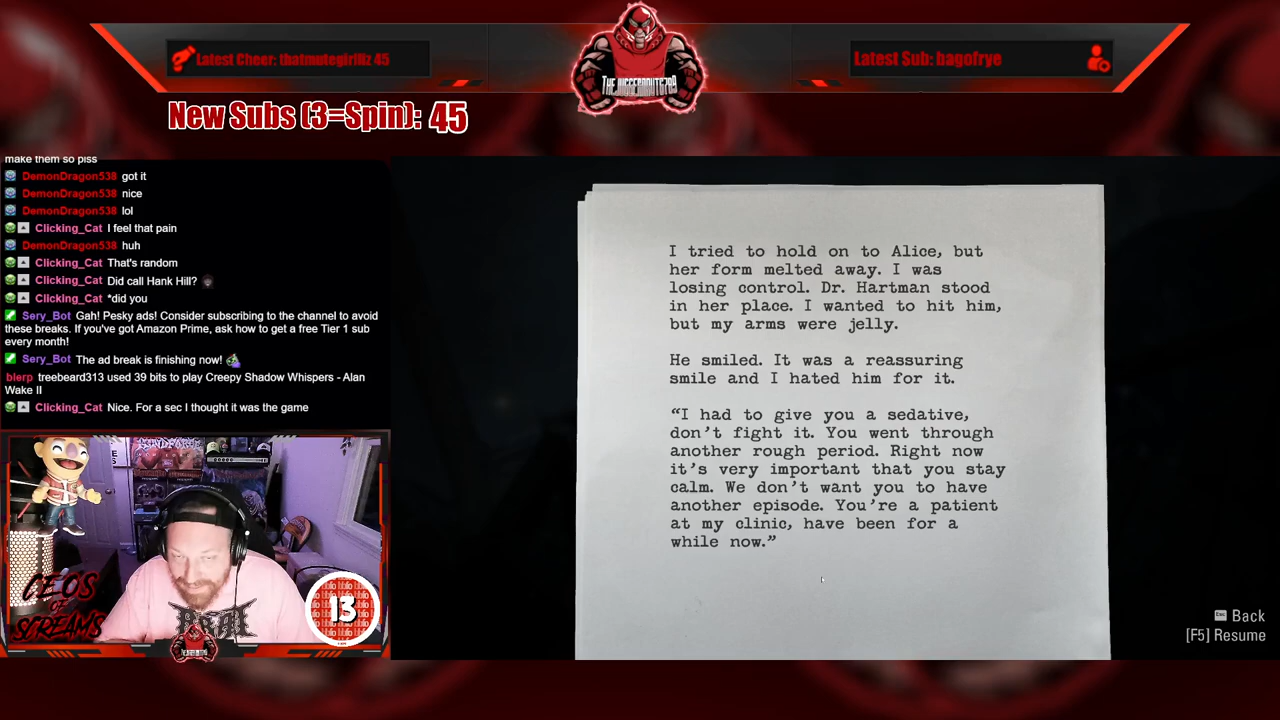 Latest Cheer: thatmutegirlliz 45
THEJUGGERNAUT6789
Latest Sub: bagofrye
New Subs (3=Spin): 45
make them so piss
DemonDragon538 got it
DemonDragon538 nice
DemonDragon538 lol
Clicking_Cat I feel that pain
DemonDragon538 huh
Clicking_Cat That's random
Clicking_Cat Did call Hank Hill?
Clicking_Cat *did you
Sery_Bot Gah! Pesky ads! Consider subscribing to the channel to avoid
these breaks. If you've got Amazon Prime, ask how to get a free Tier 1 sub
every month!
Sery_Bot The ad break is finishing now!
blerp treebeard313 used 39 bits to play Creepy Shadow Whispers - Alan
Wake II
Clicking_Cat Nice. For a sec I thought it was the game
I tried to hold on to Alice, but
her form melted away. I was
losing control. Dr. Hartman stood
in her place. I wanted to hit him,
but my arms were jelly.
He smiled. It was a reassuring
smile and I hated him for it.
“I had to give you a sedative,
don’t fight it. You went through
another rough period. Right now
it’s very important that you stay
calm. We don’t want you to have
another episode. You’re a patient
at my clinic, have been for a
while now.”
CEOS
OF
SCREAMS
13
Back
[F5] Resume